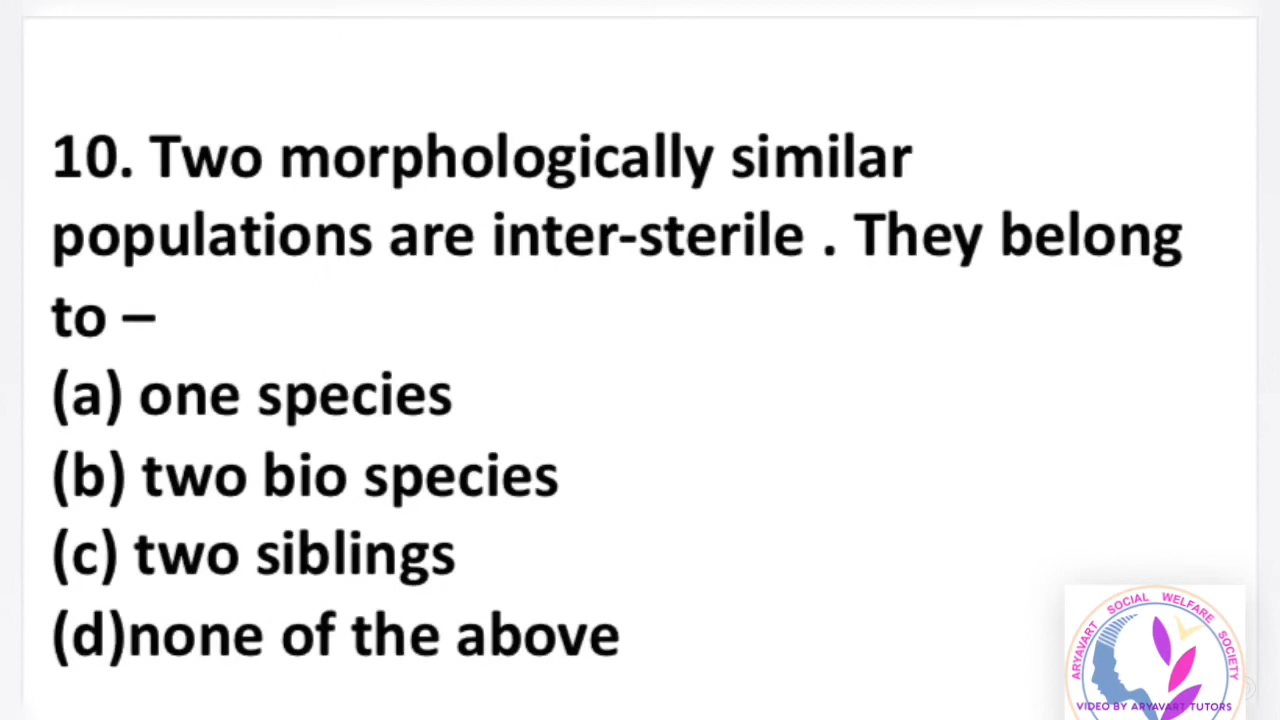 10. Two morphologically similar
populations are inter-sterile . They belong
to –
(a) one species
(b) two bio species
(c) two siblings
(d)none of the above
ARYAVART SOCIAL WELFARE SOCIETY
VIDEO BY ARYAVART TUTORS